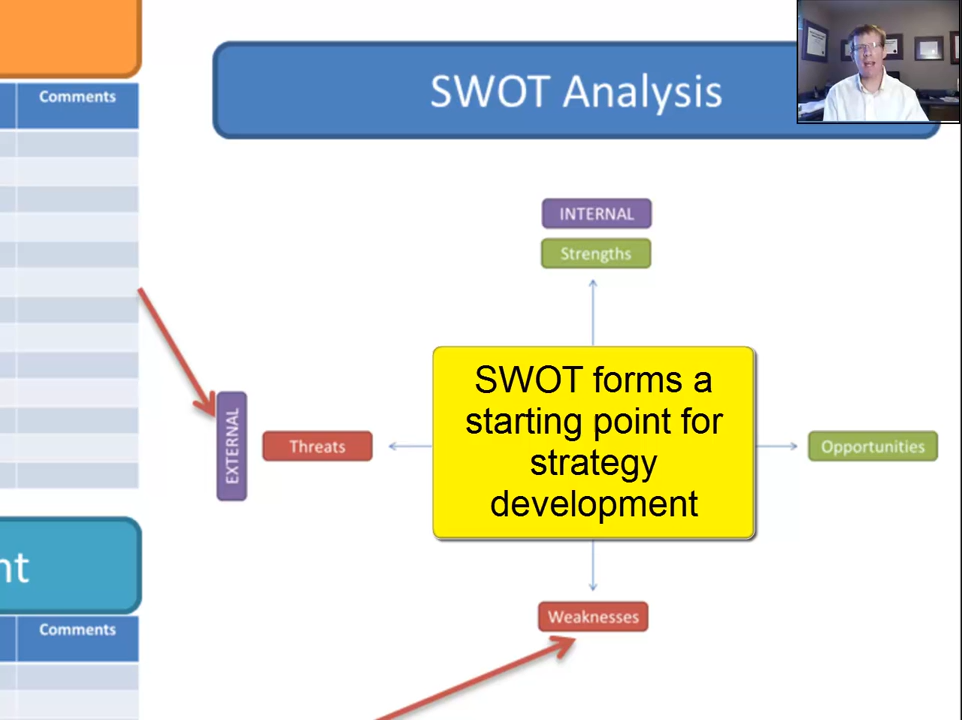 Comments
SWOT Analysis
INTERNAL
Strengths
EXTERNAL
Threats
SWOT forms a
starting point for
strategy
development
Opportunities
nt
Comments
Weaknesses